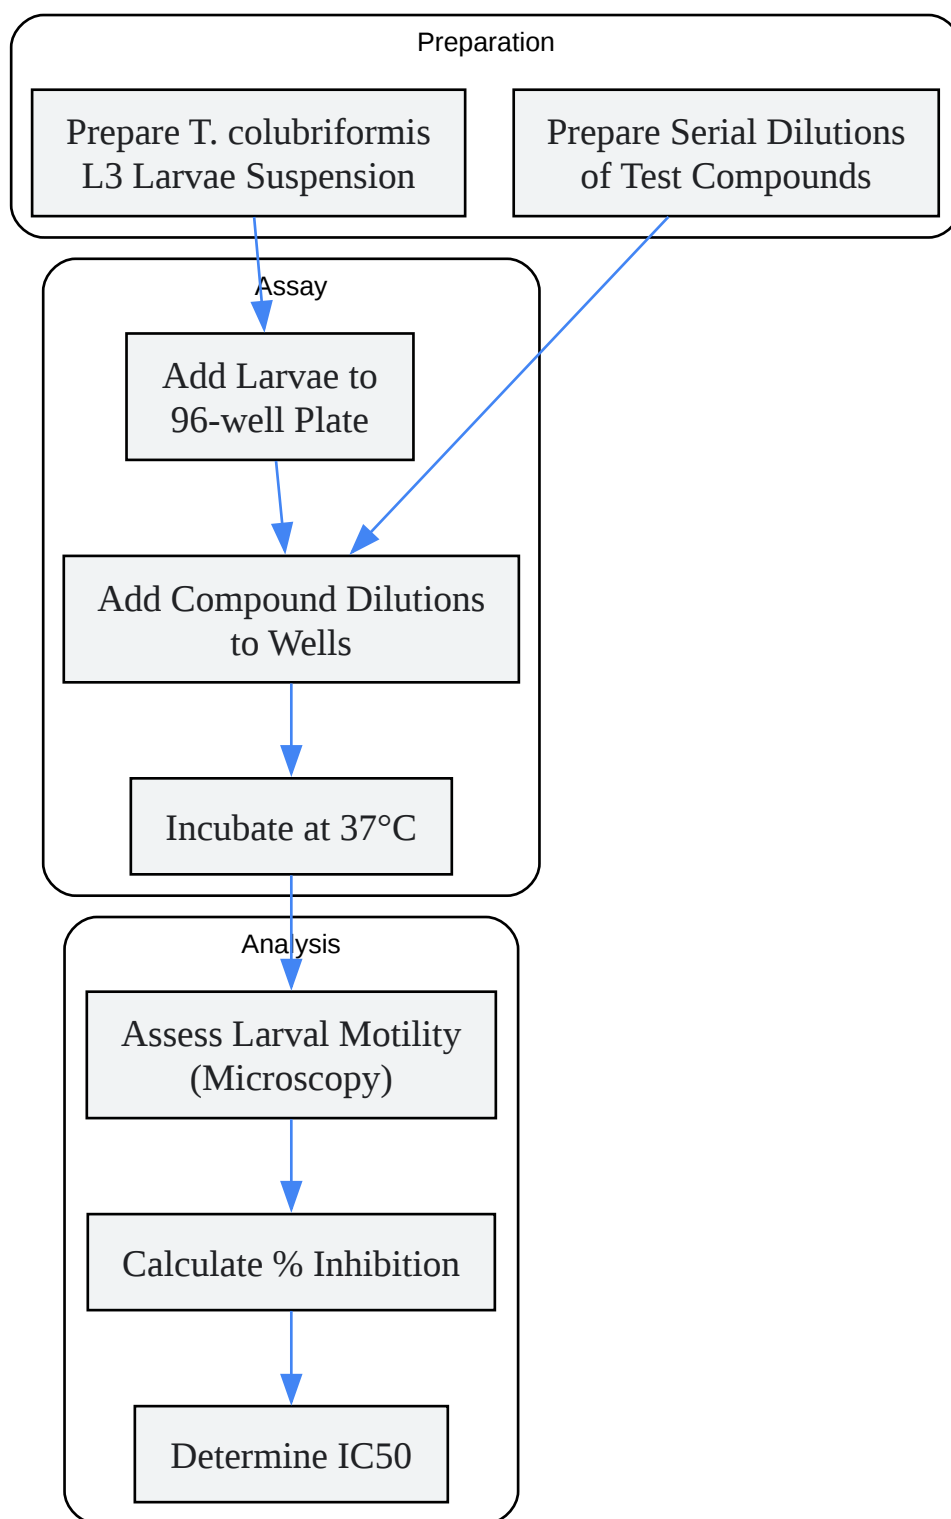 Preparation
Prepare T. colubriformis
L3 Larvae Suspension
Prepare Serial Dilutions
of Test Compounds
Assay
Add Larvae to
96-well Plate
Add Compound Dilutions
to Wells
Incubate at 37°C
Analysis
Assess Larval Motility
(Microscopy)
Calculate % Inhibition
Determine IC50